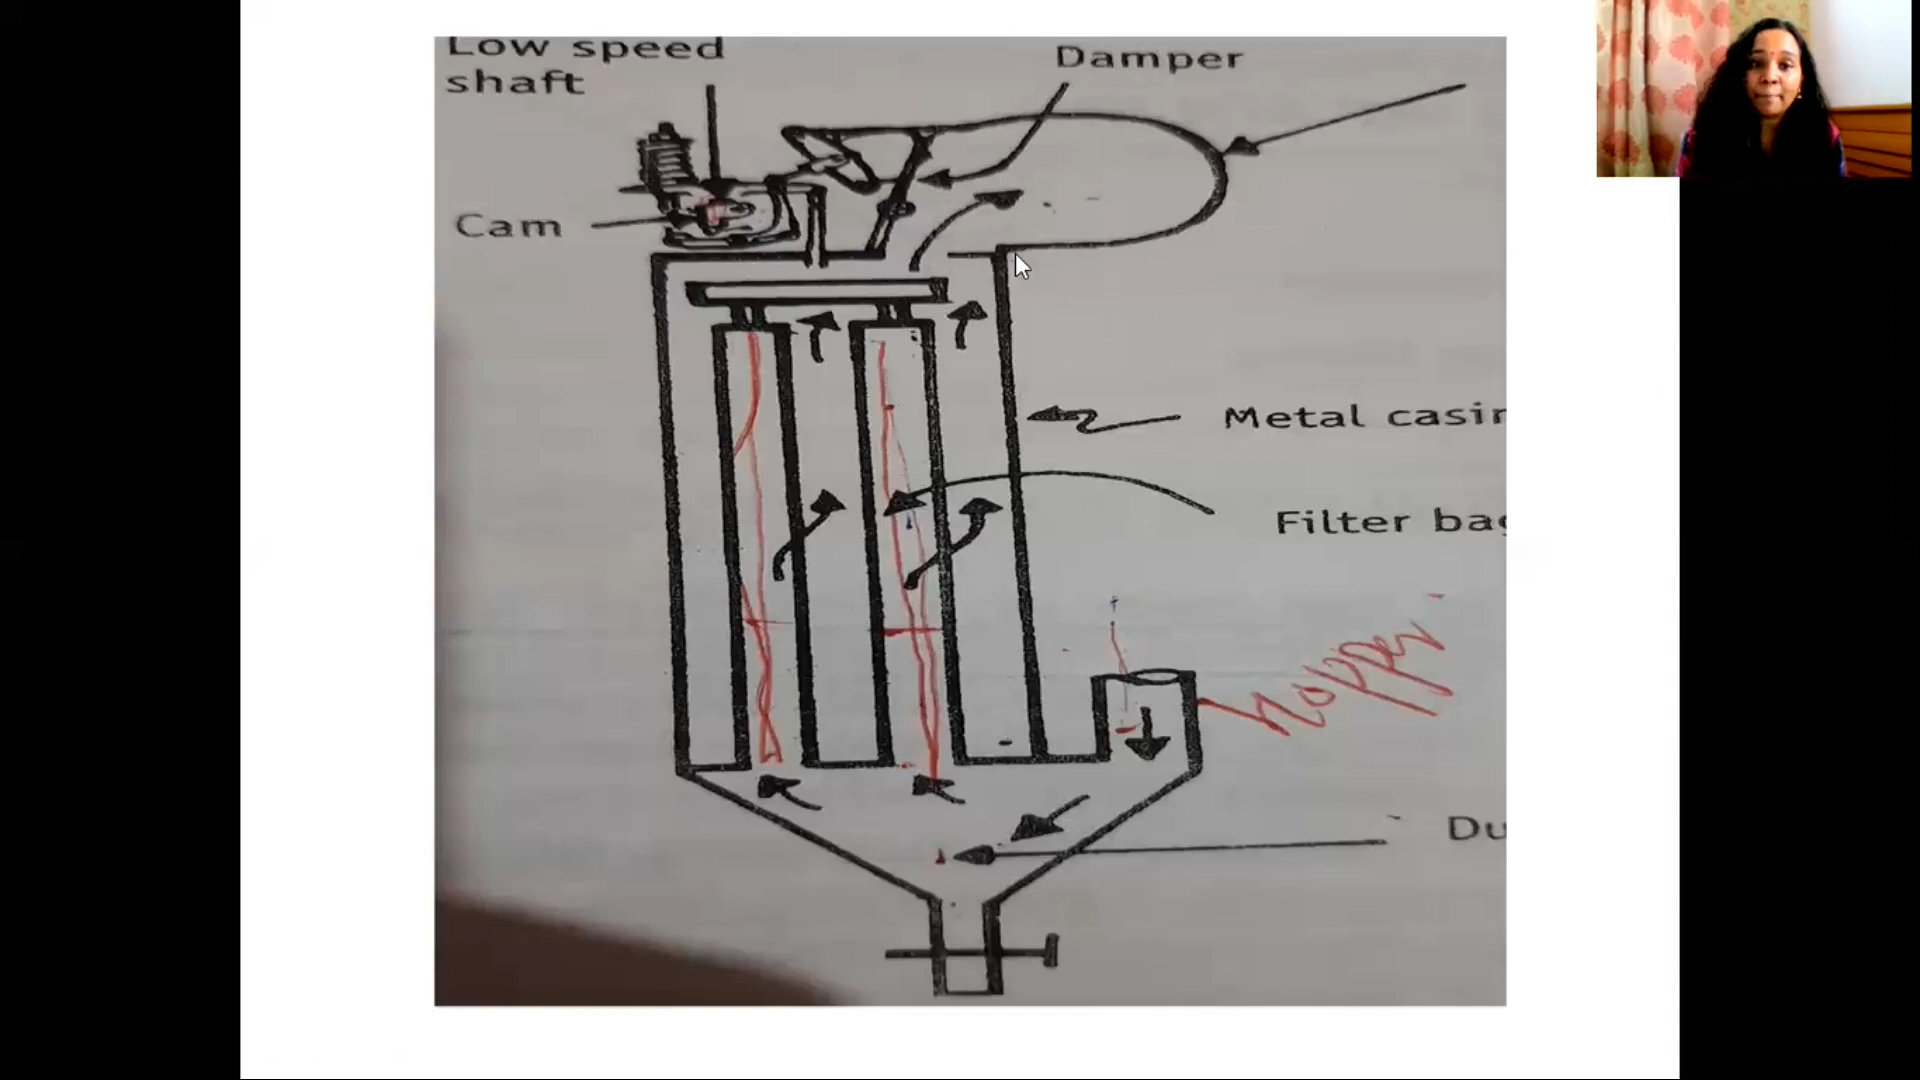 Low speed
shaft
Damper
Cam
Metal casin
Filter bag
hopper
Du